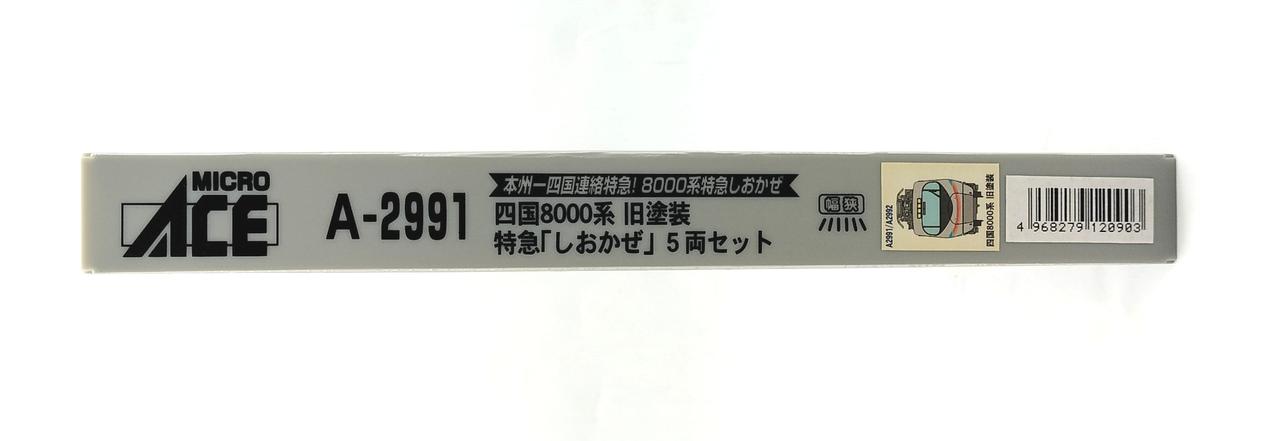 MICRO
ACE
A-2991
本州ー四国連絡特急!8000系特急しおかぜ
四国8000系 旧塗装
特急「しおかぜ」5両セット
幅狭
A2991/A2992
四国8000系 旧塗装
4 968279 120903